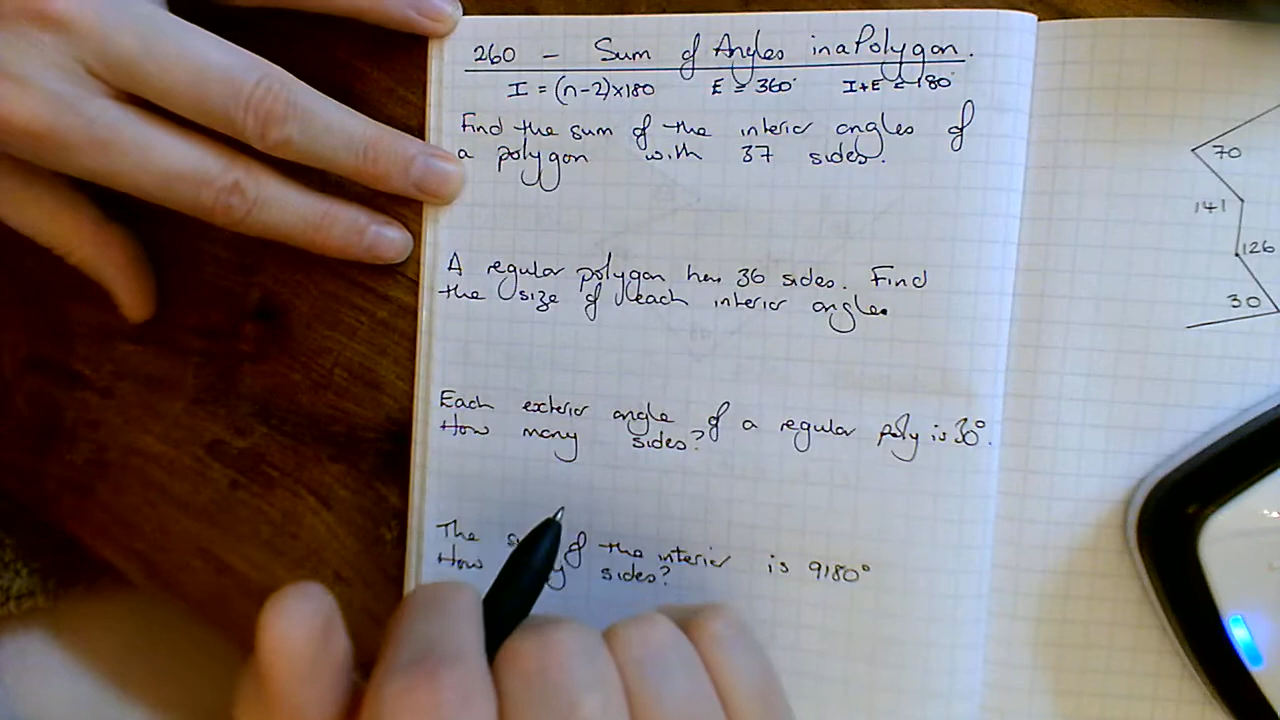 260 - Sum of Angles in a Polygon.
I = (n-2)×180 E = 360° I+E = 180°
Find the sum of the interior angles of
a polygon with 37 sides.
A regular polygon has 36 sides. Find
the size of each interior angle.
Each exterior angle of a regular poly is 30°.
How many sides?
The of the interior is 9180°
How sides?
70
141
126
30